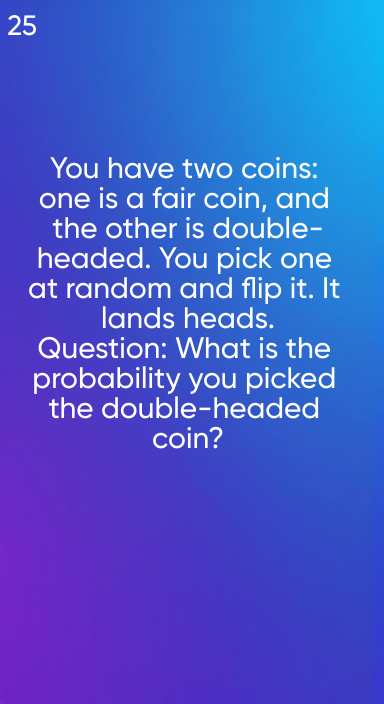 25
You have two coins:
one is a fair coin, and
the other is double-
headed. You pick one
at random and flip it. It
lands heads.
Question: What is the
probability you picked
the double-headed
coin?